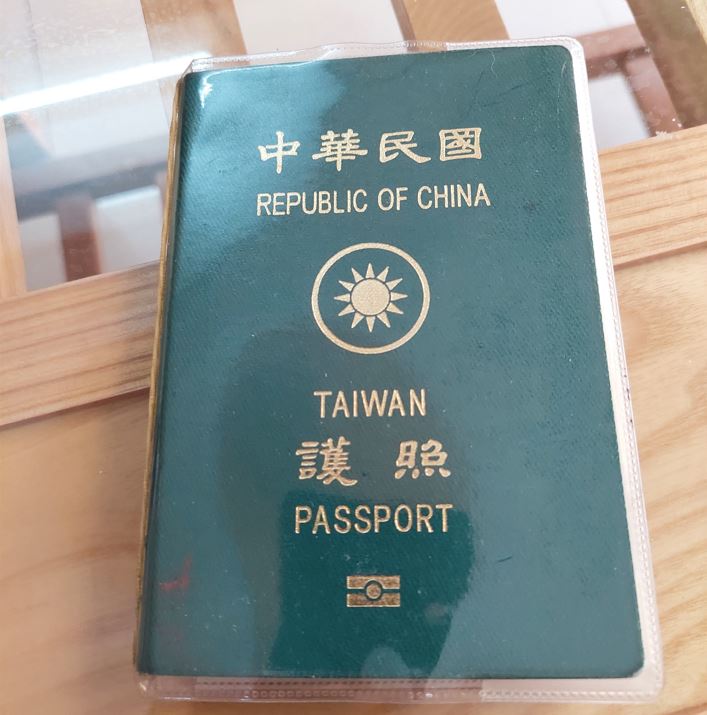 中華民國
REPUBLIC OF CHINA
TAIWAN
護照
PASSPORT